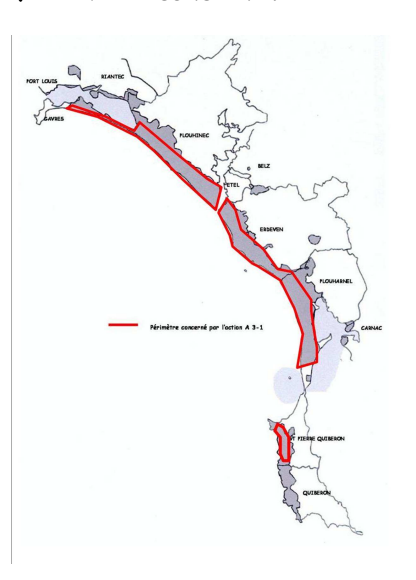 PORT LOUIS
RIANTEC
GAVRES
PLOUHINEC
ETEL
BELZ
ERDEVEN
PLOUHARNEL
CARNAC
Périmètre concerné par l'action A 3-1
T PIERRE QUIBERON
QUIBERON